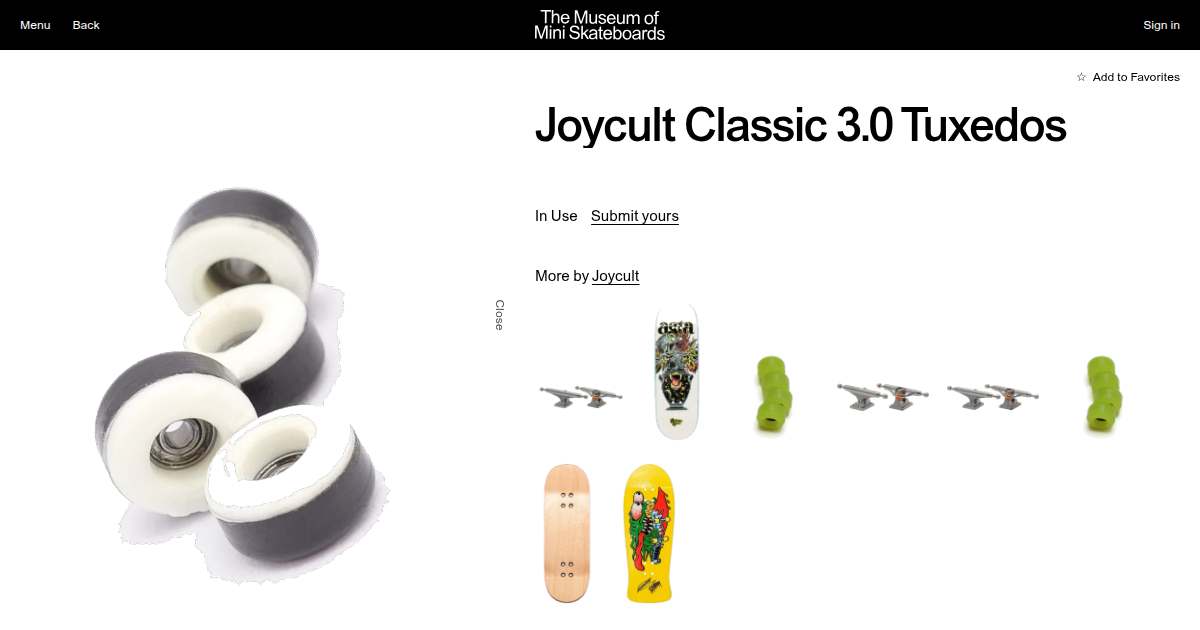 Menu
Back
The Museum of
Mini Skateboards
Sign in
☆ Add to Favorites
Joycult Classic 3.0 Tuxedos
In Use Submit yours
More by Joycult
Close